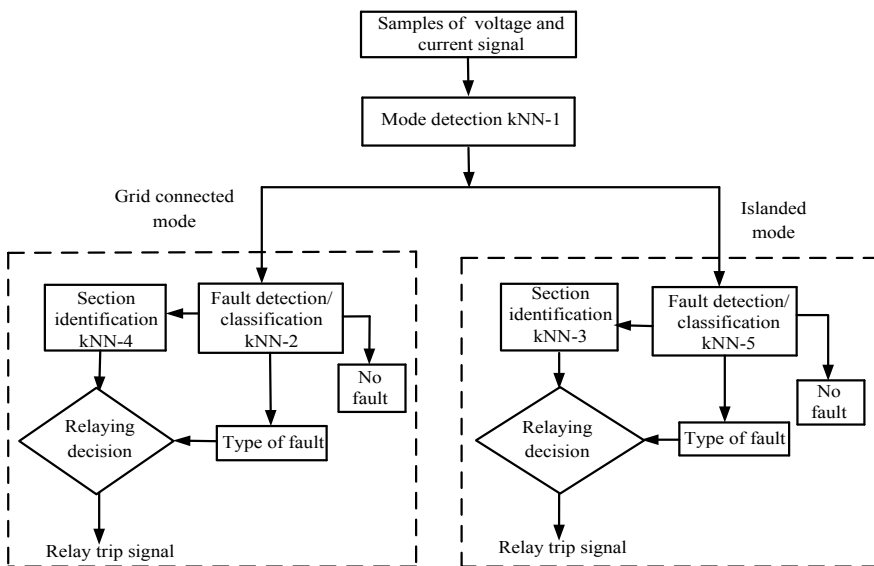 Samples of voltage and
current signal
Mode detection kNN-1
Grid connected
mode
Islanded
mode
Section
identification
kNN-4
Fault detection/
classification
kNN-2
No
fault
Relaying
decision
Type of fault
Relay trip signal
Section
identification
kNN-3
Fault detection/
classification
kNN-5
No
fault
Relaying
decision
Type of fault
Relay trip signal